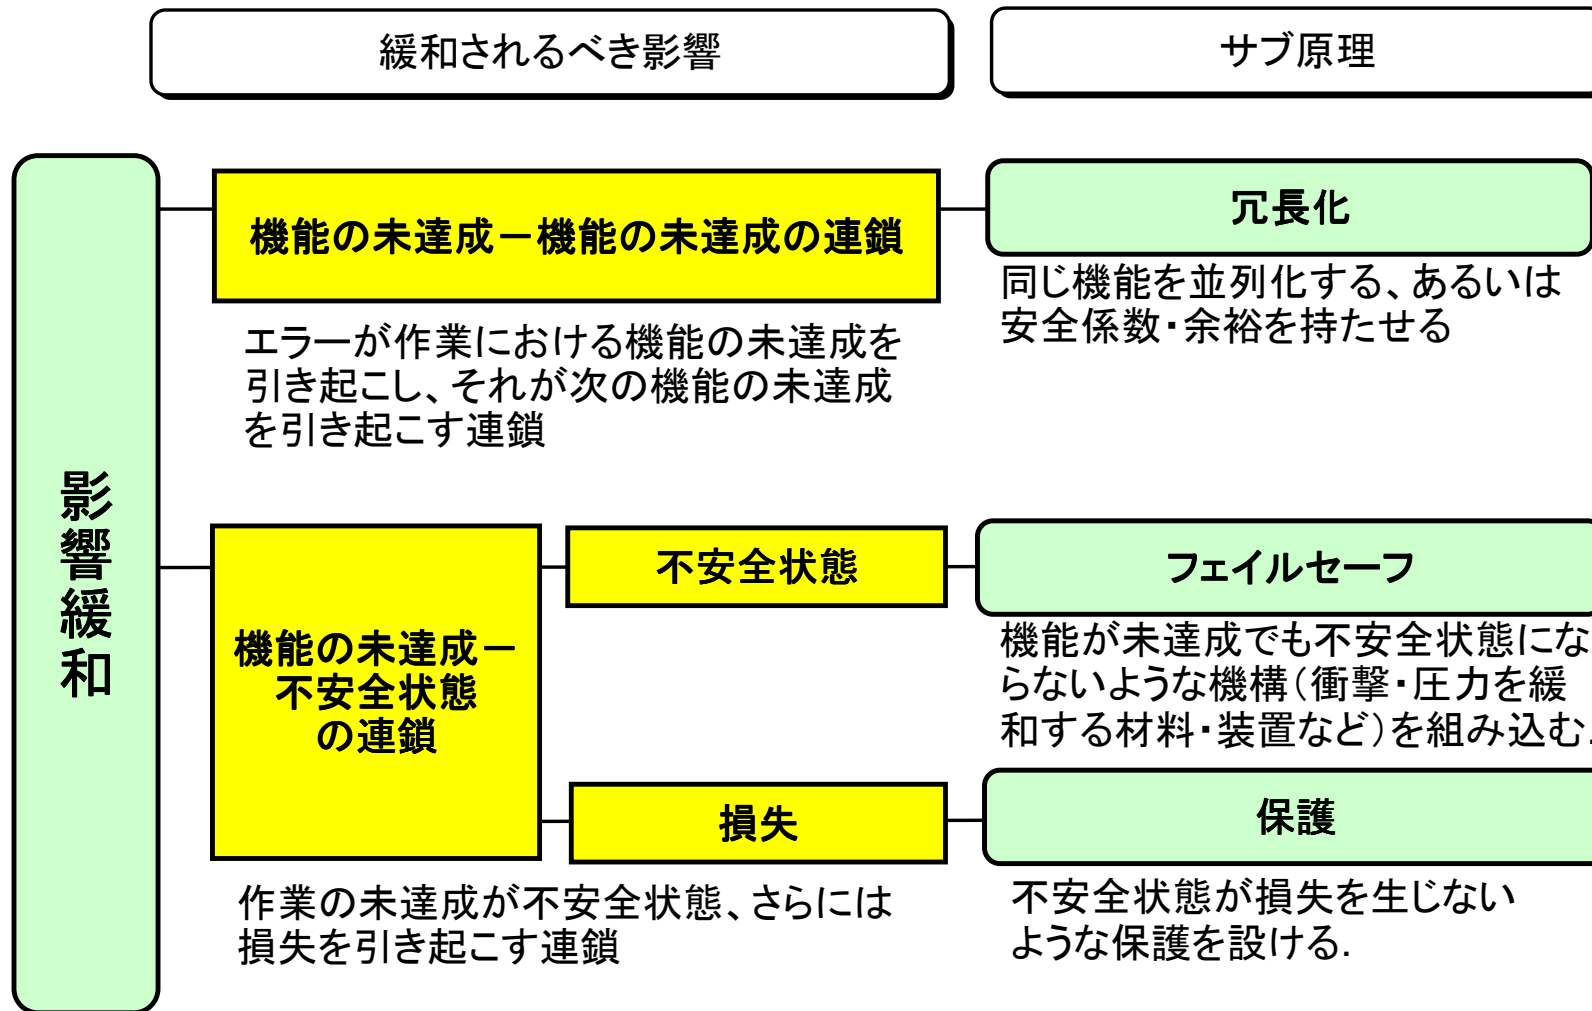 緩和されるべき影響
サブ原理
影響緩和
機能の未達成－機能の未達成の連鎖
冗長化
同じ機能を並列化する、あるいは
安全係数・余裕を持たせる
エラーが作業における機能の未達成を
引き起こし、それが次の機能の未達成
を引き起こす連鎖
機能の未達成－
不安全状態
の連鎖
不安全状態
フェイルセーフ
機能が未達成でも不安全状態にな
らないような機構（衝撃・圧力を緩
和する材料・装置など）を組み込む.
損失
保護
作業の未達成が不安全状態、さらには
損失を引き起こす連鎖
不安全状態が損失を生じない
ような保護を設ける.